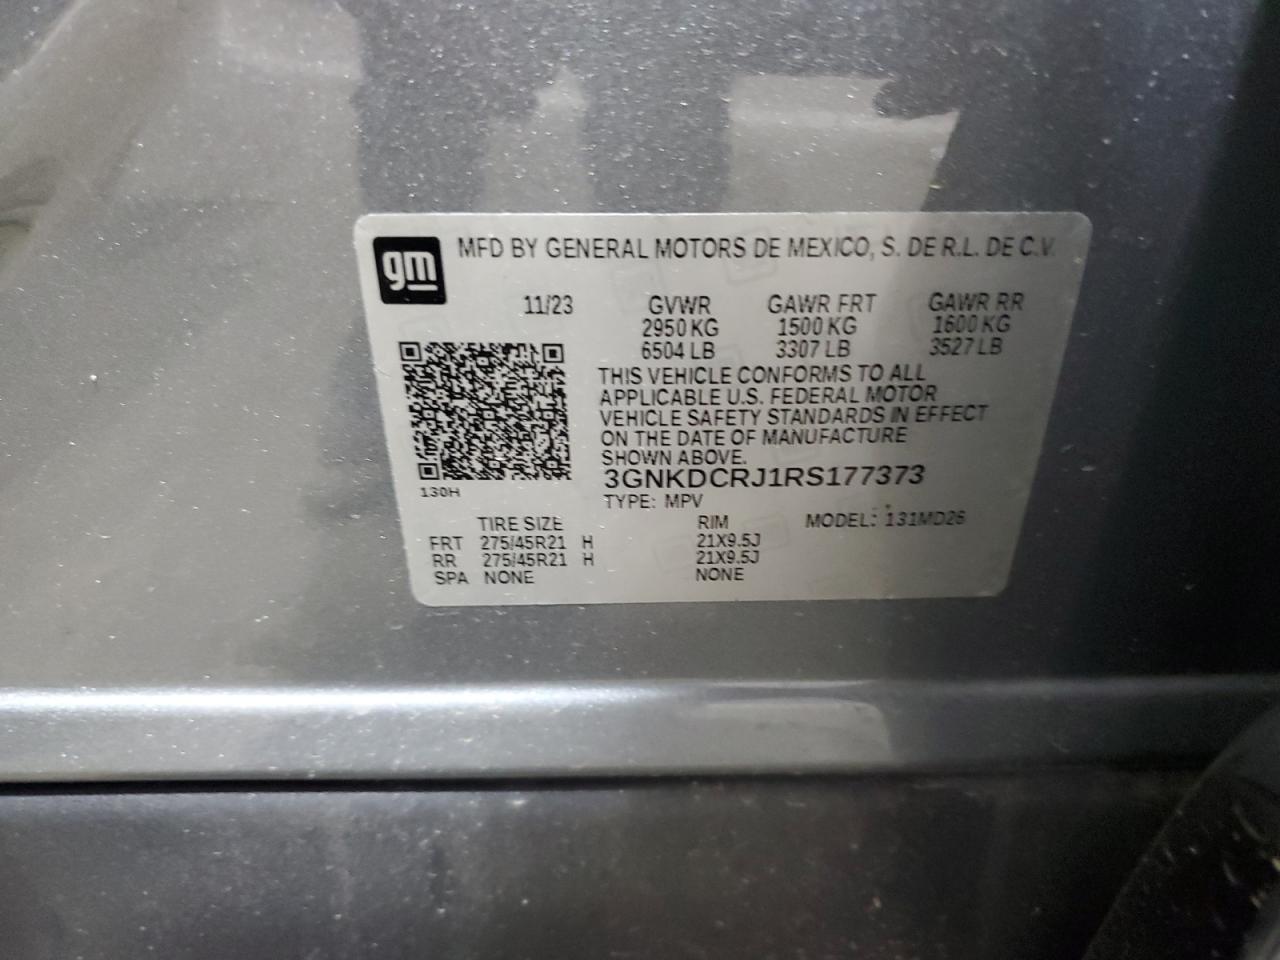 gm MFD BY GENERAL MOTORS DE MEXICO, S. DE R.L. DE C.V.
11/23 GVWR GAWR FRT GAWR RR
2950 KG 1500 KG 1600 KG
6504 LB 3307 LB 3527 LB
THIS VEHICLE CONFORMS TO ALL
APPLICABLE U.S. FEDERAL MOTOR
VEHICLE SAFETY STANDARDS IN EFFECT
ON THE DATE OF MANUFACTURE
SHOWN ABOVE.
3GNKDCRJ1RS177373
130H
TYPE: MPV
TIRE SIZE RIM MODEL: 131MD26
FRT 275/45R21 H 21X9.5J
RR 275/45R21 H 21X9.5J
SPA NONE NONE